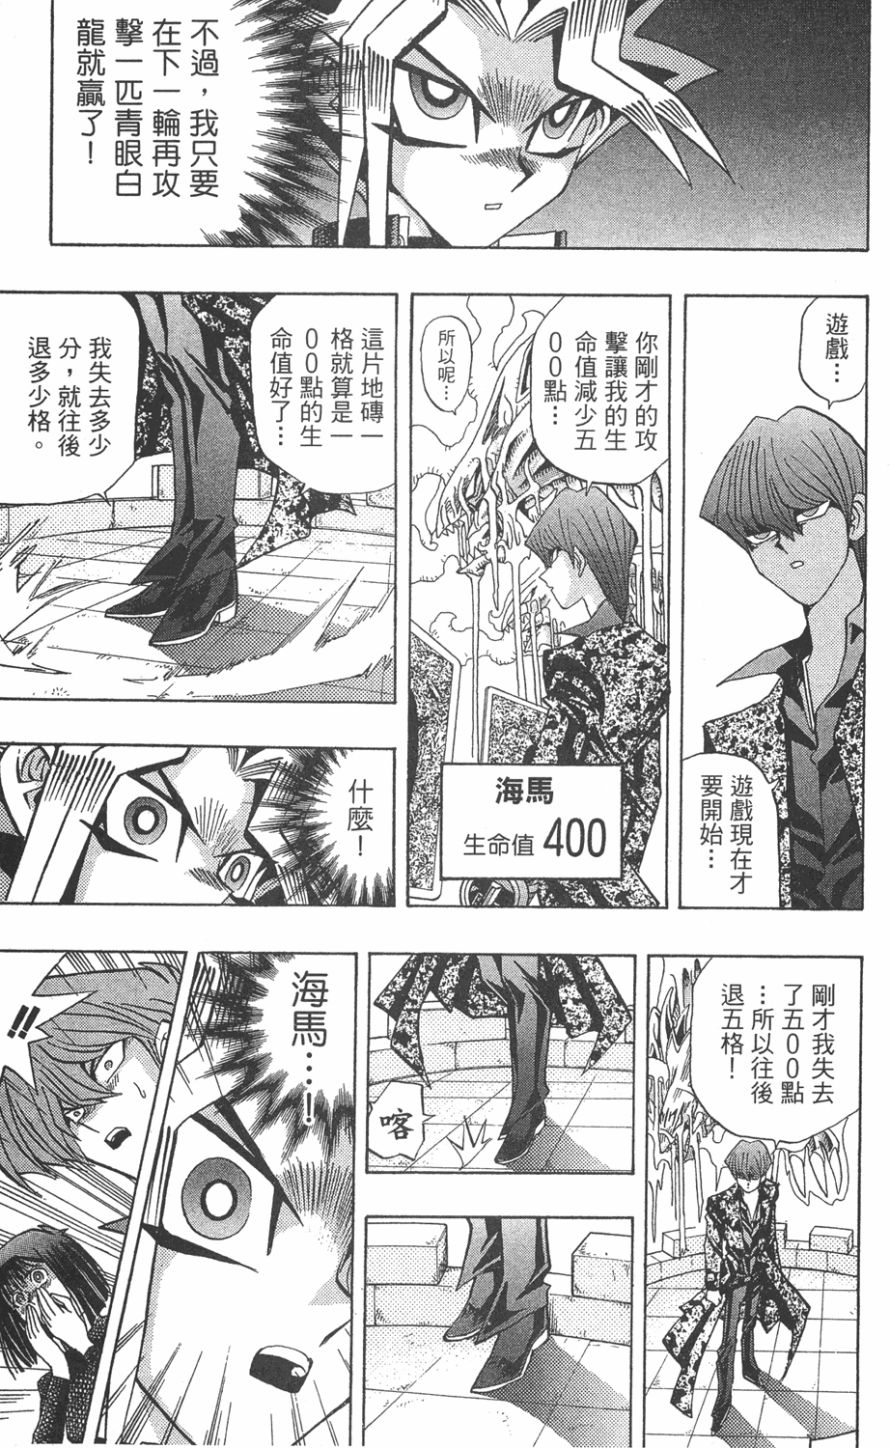 不過，我只要
在下一輪再攻
擊一匹青眼白
龍就贏了！
遊戲…
遊戲現在才
要開始…
你剛才的攻
擊讓我的生
命值減少五
００點…
所以呢…
海馬
生命值 400
這片地磚一
格就算是一
００點的生
命值好了…
我失去多少
分，就往後
退多少格。
什麼！
剛才我失去
了五００點
…所以往後
退五格！
喀
海馬…！
!!